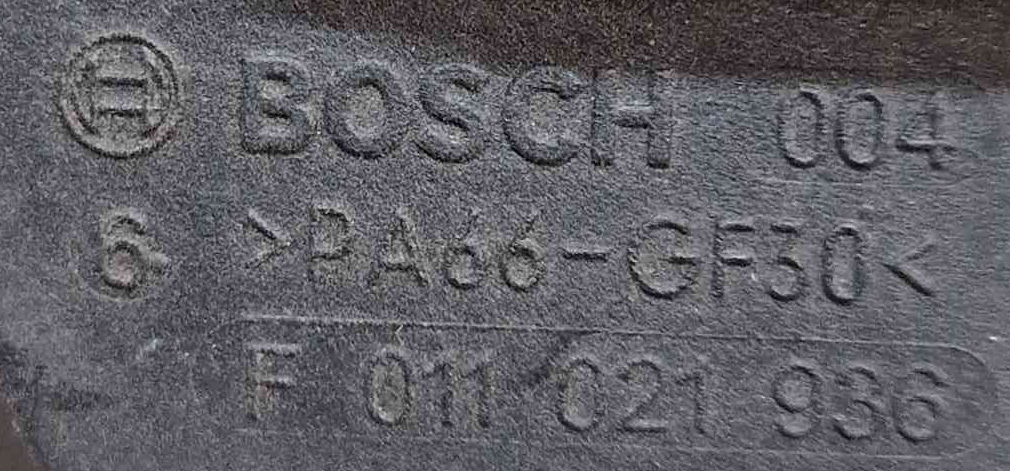 BOSCH 004
6 >PA66-GF30<
F 011 021 936